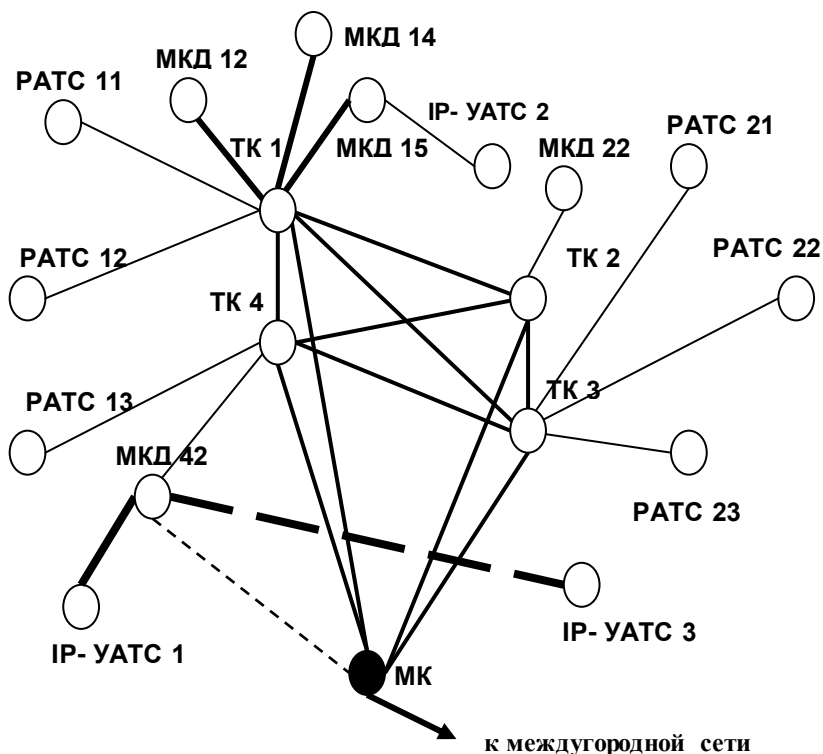 МКД 14
МКД 12
РАТС 11
IP- УАТС 2
РАТС 21
ТК 1
МКД 15
МКД 22
РАТС 12
ТК 2
РАТС 22
ТК 4
ТК 3
РАТС 13
МКД 42
РАТС 23
IP- УАТС 3
IP- УАТС 1
МК
к междугородной сети